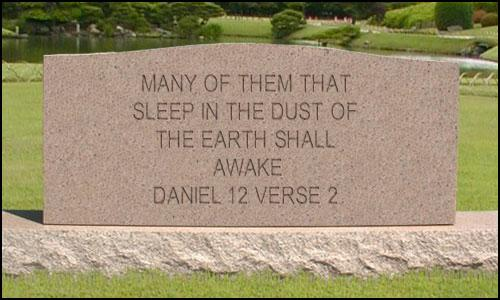 MANY OF THEM THAT
SLEEP IN THE DUST OF
THE EARTH SHALL
AWAKE
DANIEL 12 VERSE 2